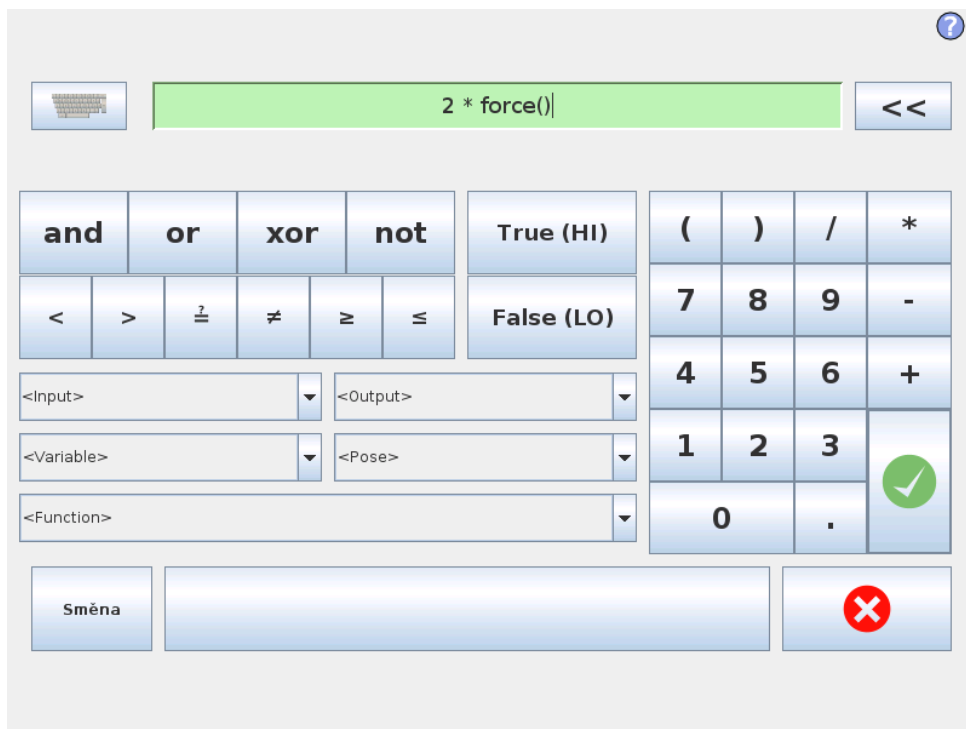 ?
2 * force()
<<
and or xor not True (HI) ( ) / *
< > ≟ ≠ ≥ ≤ False (LO) 7 8 9 -
<Input> <Output> 4 5 6 +
<Variable> <Pose> 1 2 3
<Function> 0 .
Směna